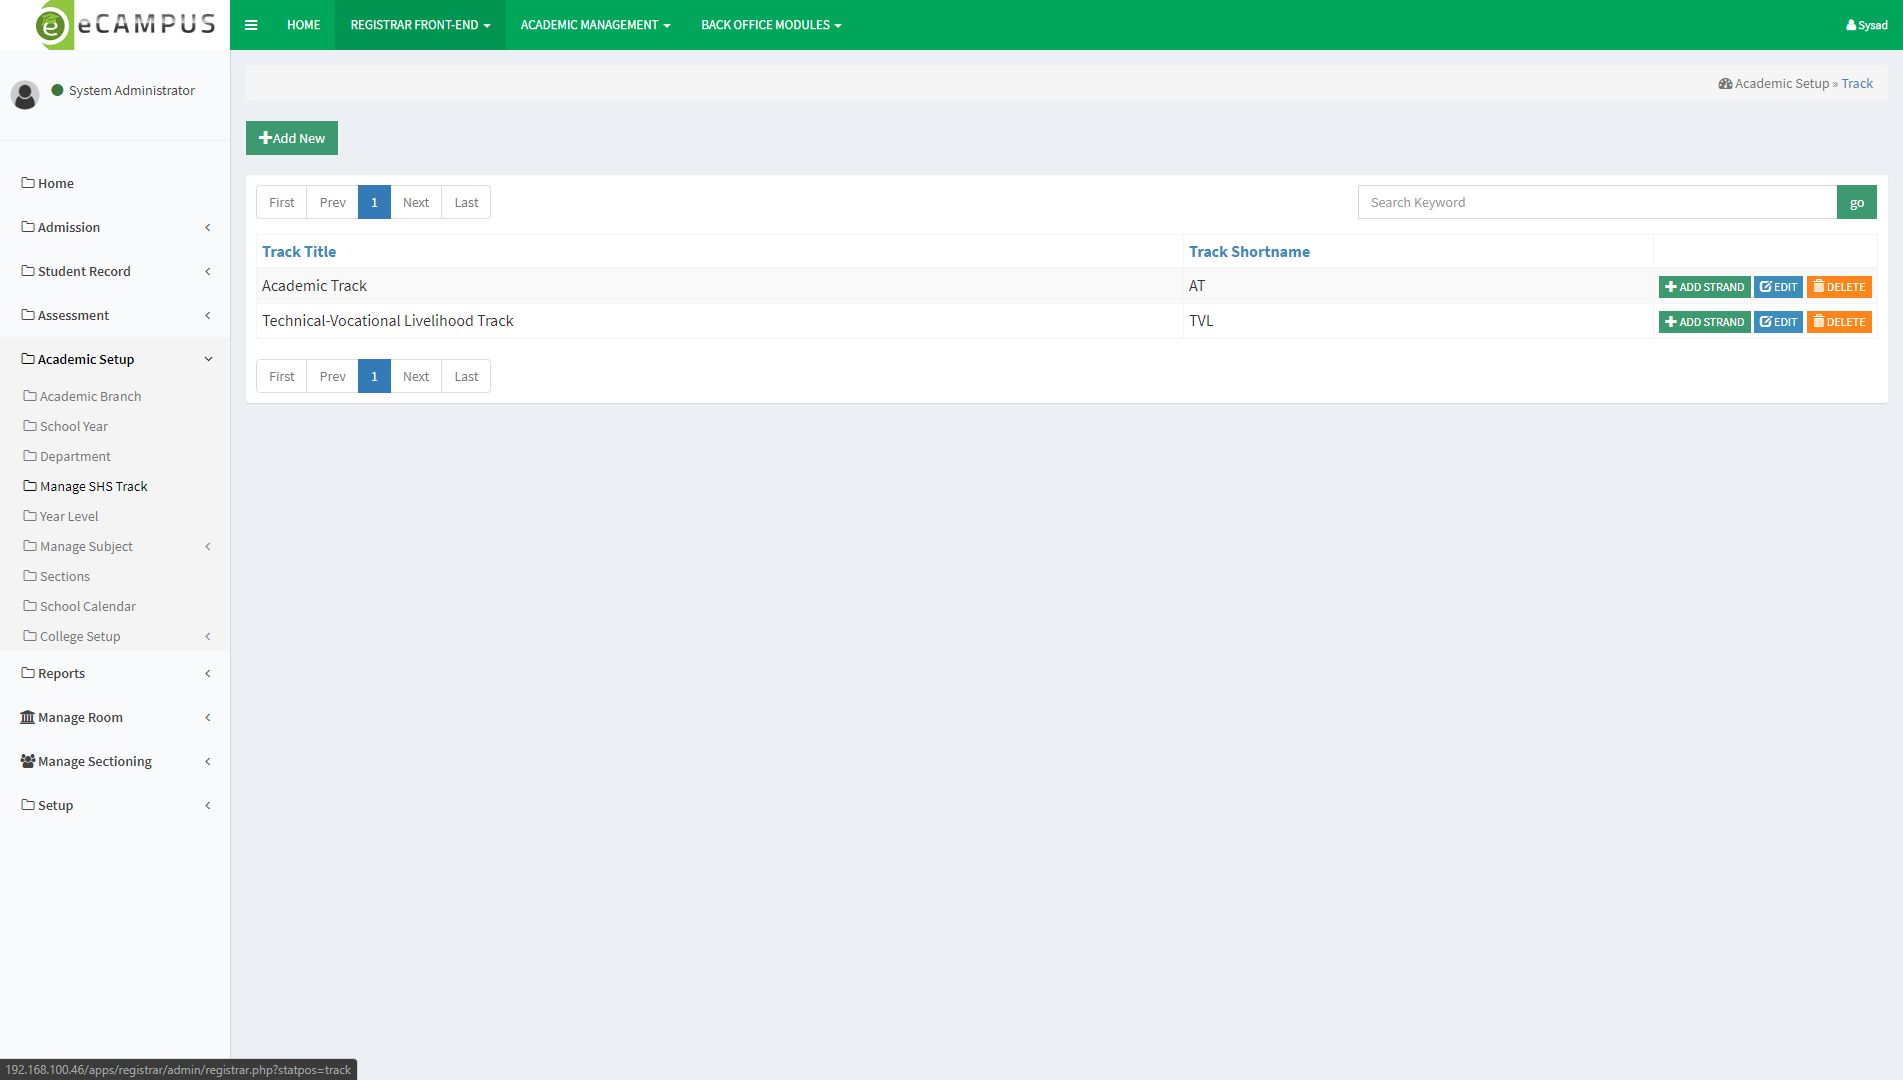 eCAMPUS
HOME
REGISTRAR FRONT-END
ACADEMIC MANAGEMENT
BACK OFFICE MODULES
Sysad
System Administrator
Academic Setup » Track
Add New
Home
Admission
Student Record
Assessment
Academic Setup
Academic Branch
School Year
Department
Manage SHS Track
Year Level
Manage Subject
Sections
School Calendar
College Setup
Reports
Manage Room
Manage Sectioning
Setup
First Prev 1 Next Last
Search Keyword go
Track Title Track Shortname
Academic Track AT ADD STRAND EDIT DELETE
Technical-Vocational Livelihood Track TVL ADD STRAND EDIT DELETE
First Prev 1 Next Last
192.168.100.46/apps/registrar/admin/registrar.php?statpos=track